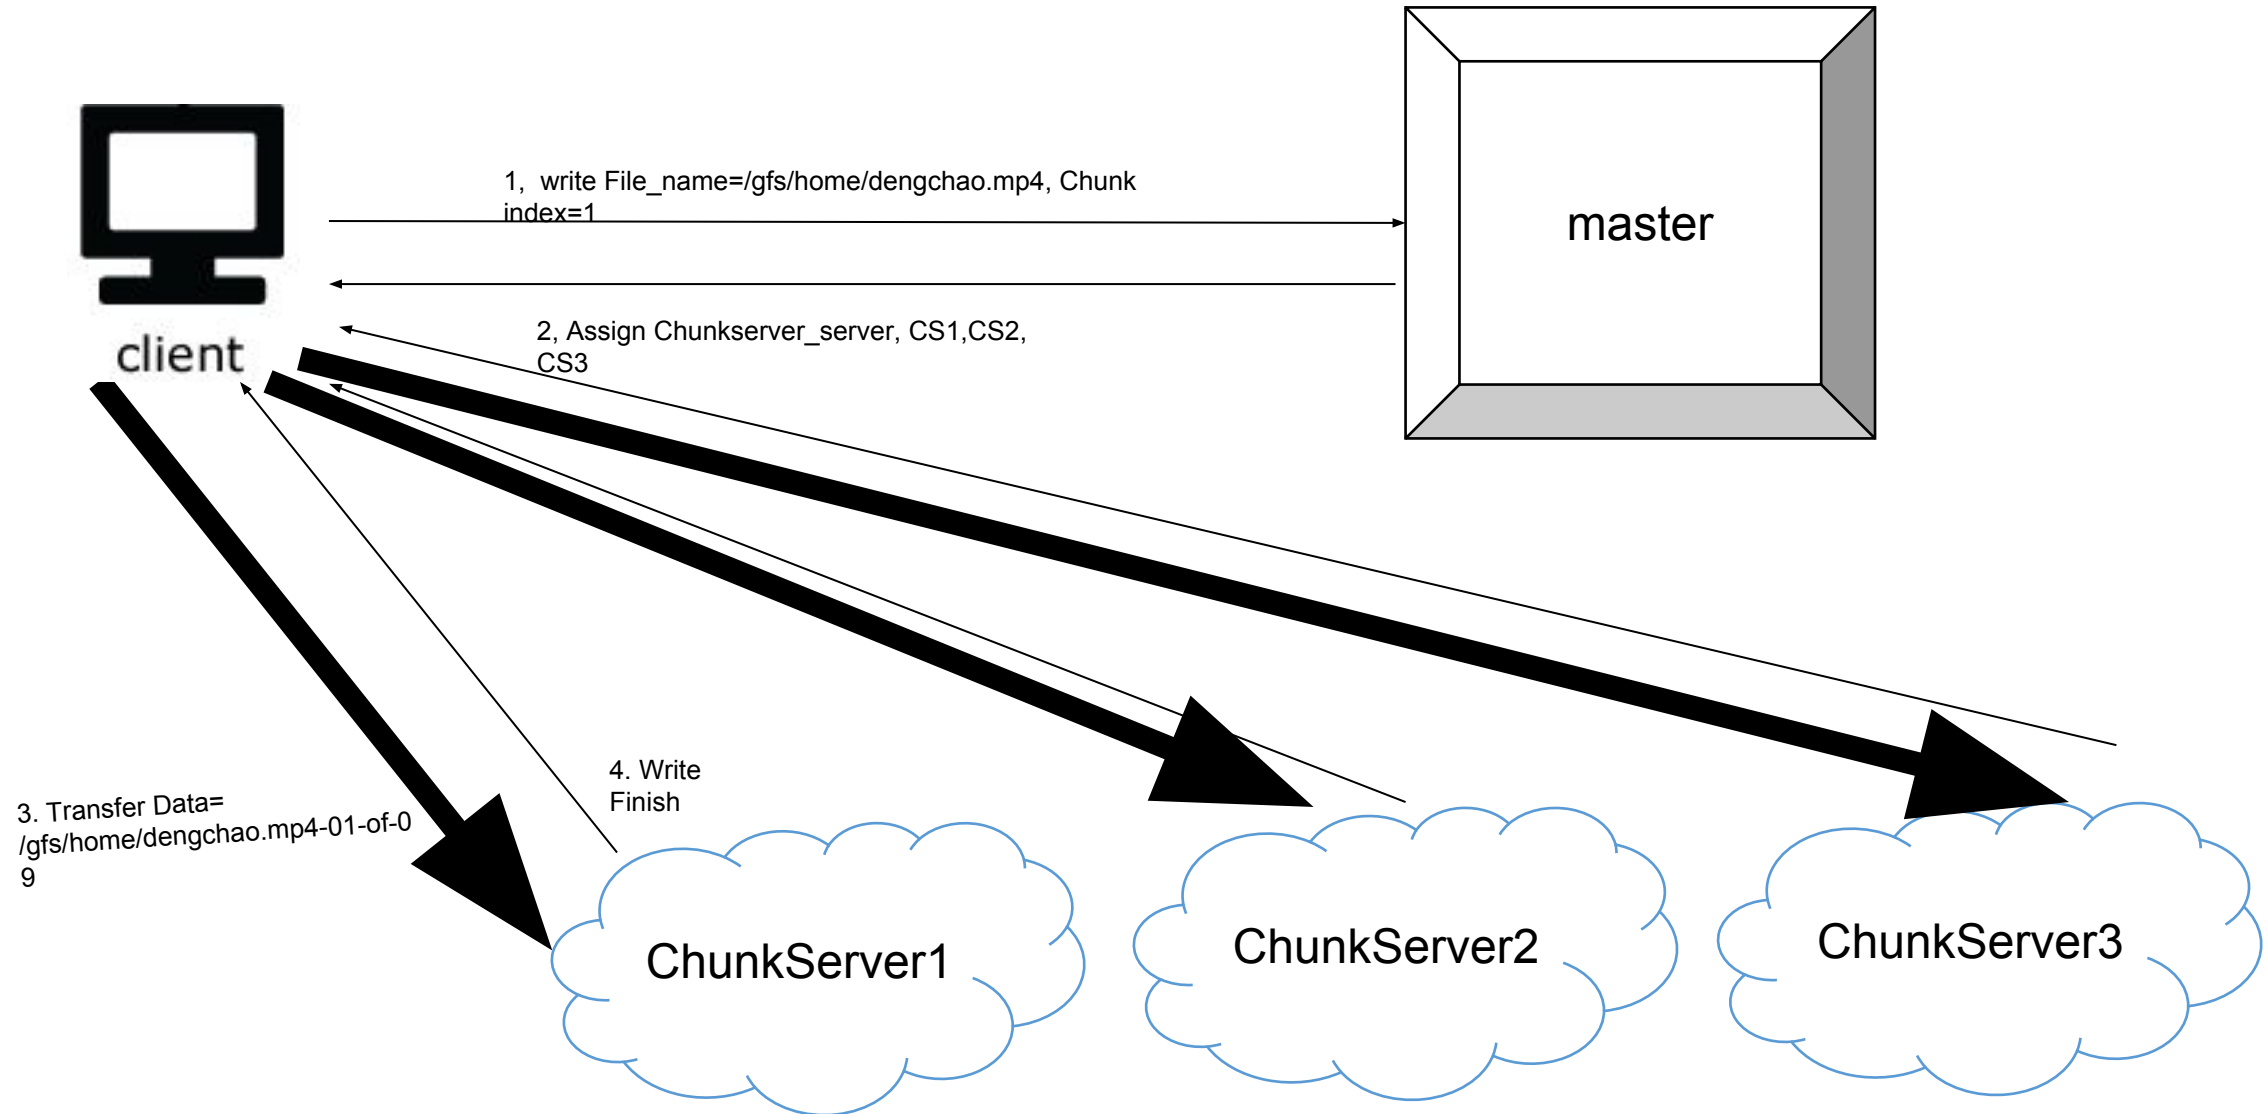 1,  write File_name=/gfs/home/dengchao.mp4, Chunk
index=1
master
2, Assign Chunkserver_server, CS1,CS2,
CS3
client
4. Write
Finish
3. Transfer Data=
/gfs/home/dengchao.mp4-01-of-0
9
ChunkServer1
ChunkServer2
ChunkServer3